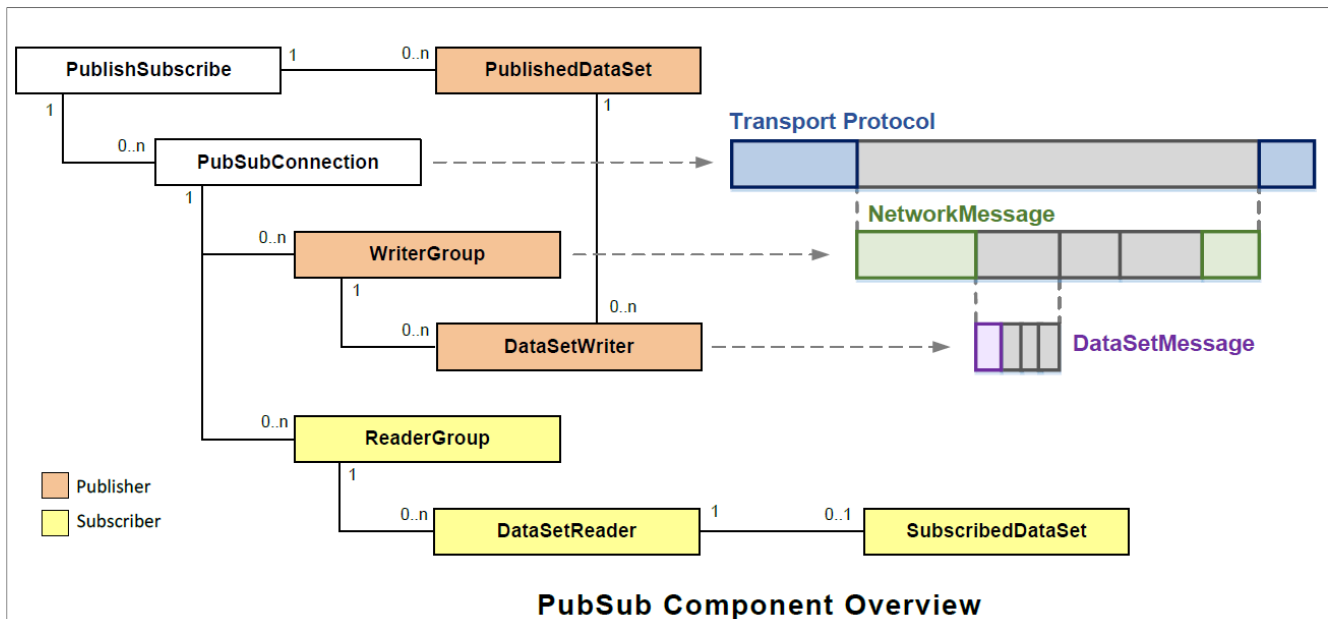 PublishSubscribe
1
0..n
PublishedDataSet
1
1
0..n
PubSubConnection
1
Transport Protocol
NetworkMessage
0..n
WriterGroup
1
0..n
0..n
DataSetWriter
DataSetMessage
0..n
ReaderGroup
1
Publisher
Subscriber
0..n
DataSetReader
1
0..1
SubscribedDataSet
PubSub Component Overview